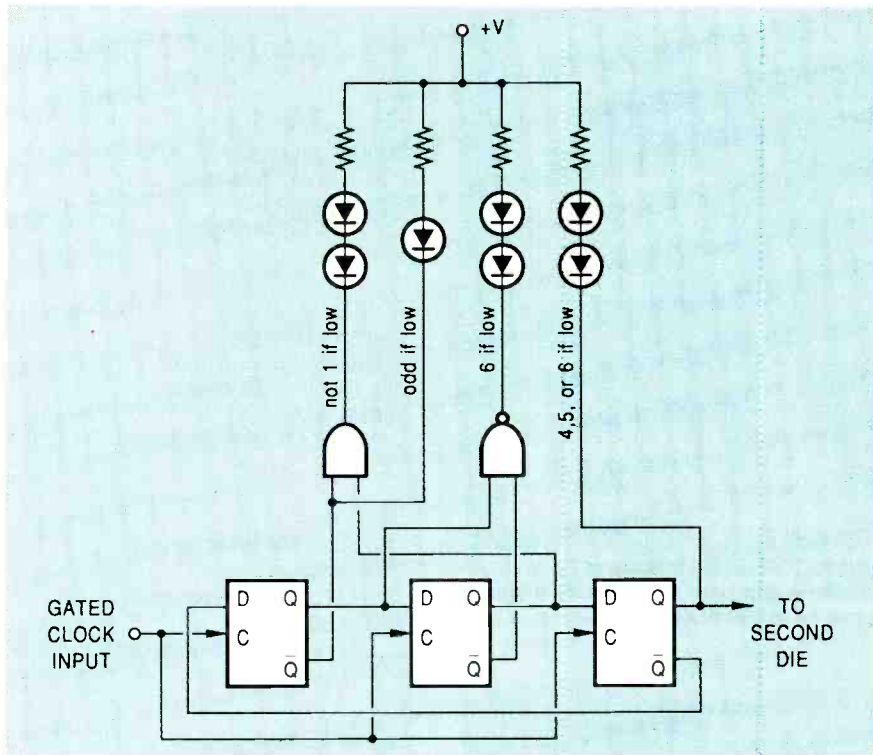 +V
not 1 if low
odd if low
6 if low
4,5, or 6 if low
GATED
CLOCK
INPUT
D Q
C
Q̅
D Q
C
Q̅
D Q
C
Q̅
TO
SECOND
DIE